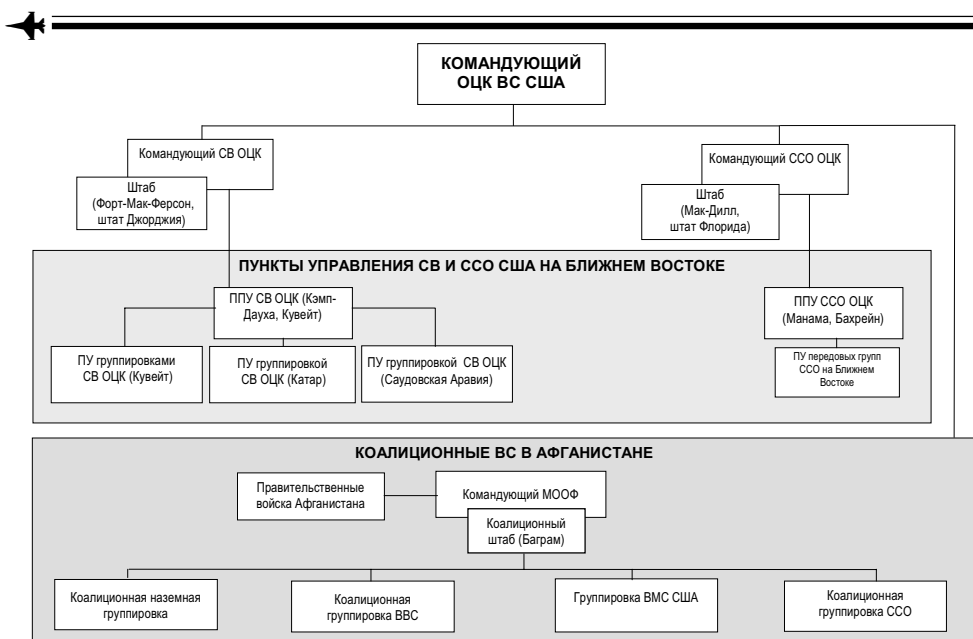 КОМАНДУЮЩИЙ
ОЦК ВС США
Командующий СВ ОЦК
Штаб
(Форт-Мак-Ферсон,
штат Джорджия)
Командующий ССО ОЦК
Штаб
(Мак-Дилл,
штат Флорида)
ПУНКТЫ УПРАВЛЕНИЯ СВ И ССО США НА БЛИЖНЕМ ВОСТОКЕ
ППУ СВ ОЦК (Кэмп-
Дауха, Кувейт)
ППУ ССО ОЦК
(Манама, Бахрейн)
ПУ группировками
СВ ОЦК (Кувейт)
ПУ группировкой
СВ ОЦК (Катар)
ПУ группировкой СВ ОЦК
(Саудовская Аравия)
ПУ передовых групп
ССО на Ближнем
Востоке
КОАЛИЦИОННЫЕ ВС В АФГАНИСТАНЕ
Правительственные
войска Афганистана
Командующий МООФ
Коалиционный
штаб (Баграм)
Коалиционная наземная
группировка
Коалиционная
группировка ВВС
Группировка ВМС США
Коалиционная
группировка ССО